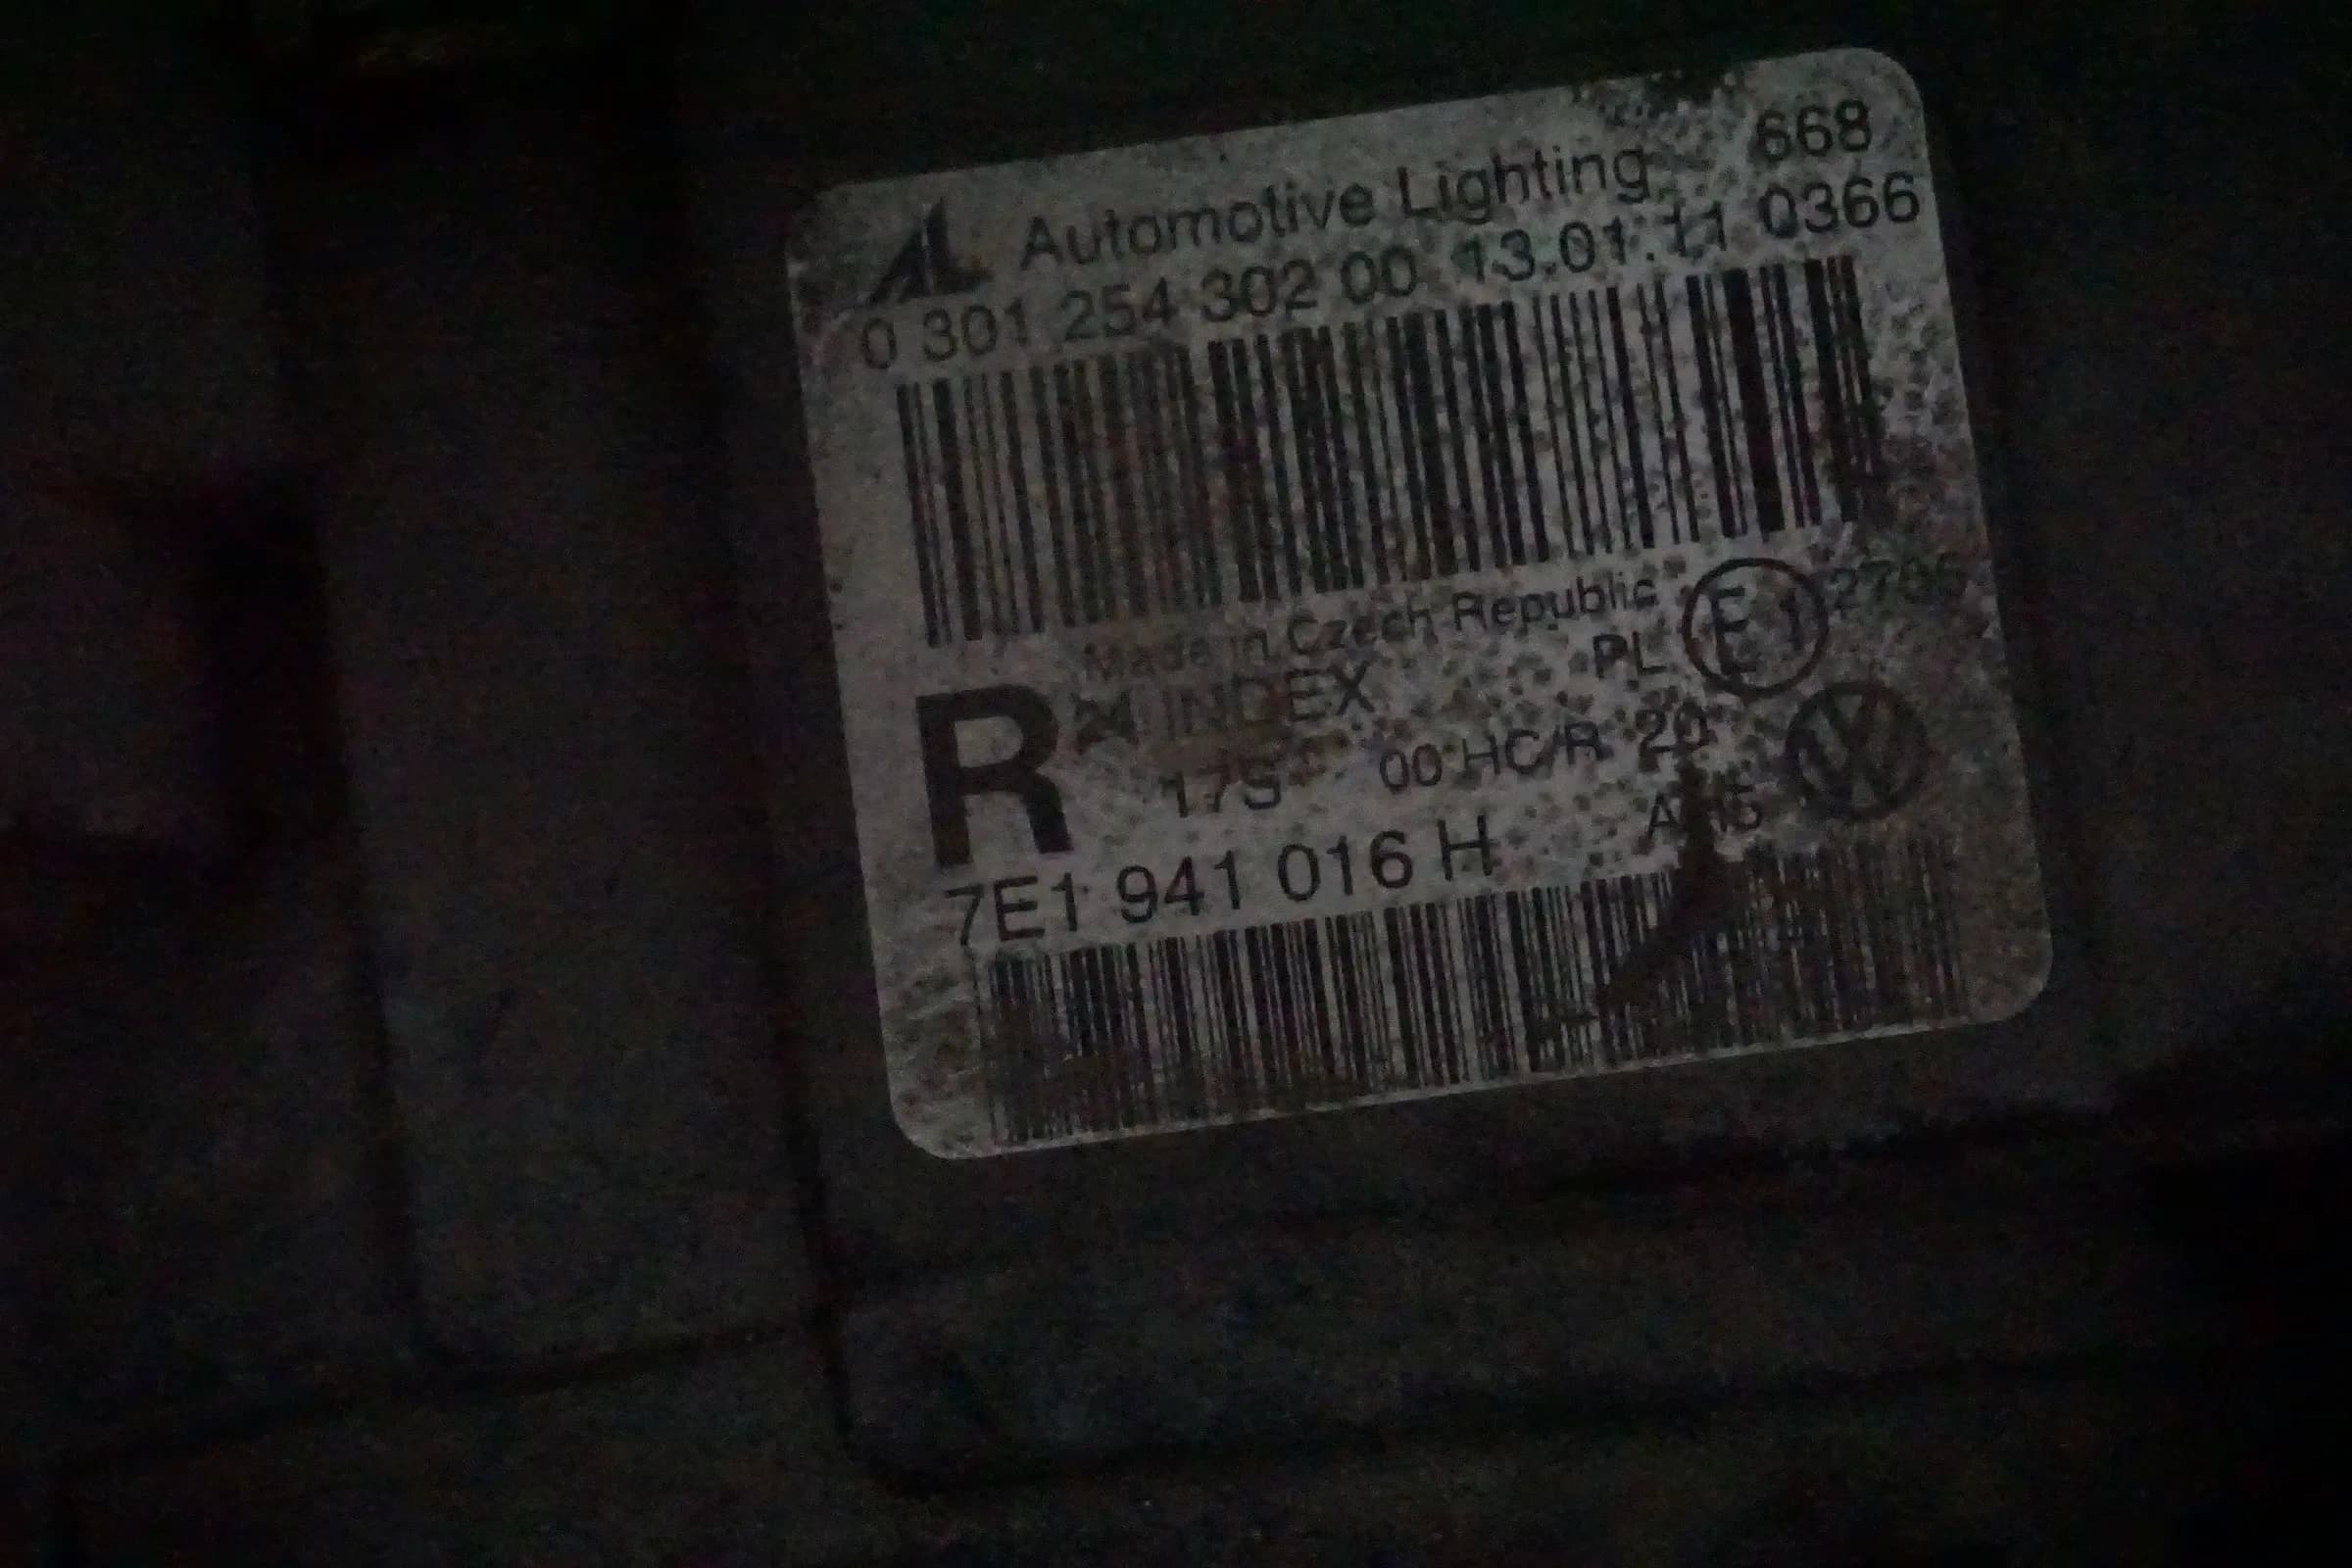 668
AL Automotive Lighting
0 301 254 302 00 13.01.11 0366
Made in Czech Republic
R INDEX PL E1
17S 00 HC/R 20
7E1 941 016 H